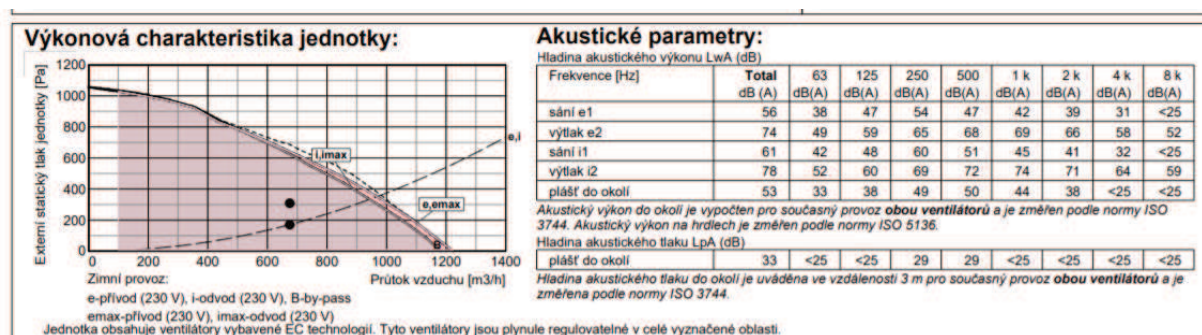 Výkonová charakteristika jednotky:
Externí statický tlak jednotky [Pa]
1200
1000
800
600
400
200
0
0 200 400 600 800 1000 1200 1400
i,imax
e,emax
e,i
B
Zimní provoz: Průtok vzduchu [m3/h]
e-přívod (230 V), i-odvod (230 V), B-by-pass
emax-přívod (230 V), imax-odvod (230 V)
Jednotka obsahuje ventilátory vybavené EC technologií. Tyto ventilátory jsou plynule regulovatelné v celé vyznačené oblasti.
Akustické parametry:
Hladina akustického výkonu LwA (dB)
Frekvence [Hz] Total 63 125 250 500 1 k 2 k 4 k 8 k
dB (A) dB(A) dB(A) dB(A) dB(A) dB(A) dB(A) dB(A) dB(A)
sání e1 56 38 47 54 47 42 39 31 <25
výtlak e2 74 49 59 65 68 69 66 58 52
sání i1 61 42 48 60 51 45 41 32 <25
výtlak i2 78 52 60 69 72 74 71 64 59
plášť do okolí 53 33 38 49 50 44 38 <25 <25
Akustický výkon do okolí je vypočten pro současný provoz obou ventilátorů a je změřen podle normy ISO
3744. Akustický výkon na hrdlech je změřen podle normy ISO 5136.
Hladina akustického tlaku LpA (dB)
plášť do okolí 33 <25 <25 29 29 <25 <25 <25 <25
Hladina akustického tlaku do okolí je uváděna ve vzdálenosti 3 m pro současný provoz obou ventilátorů a je
změřena podle normy ISO 3744.